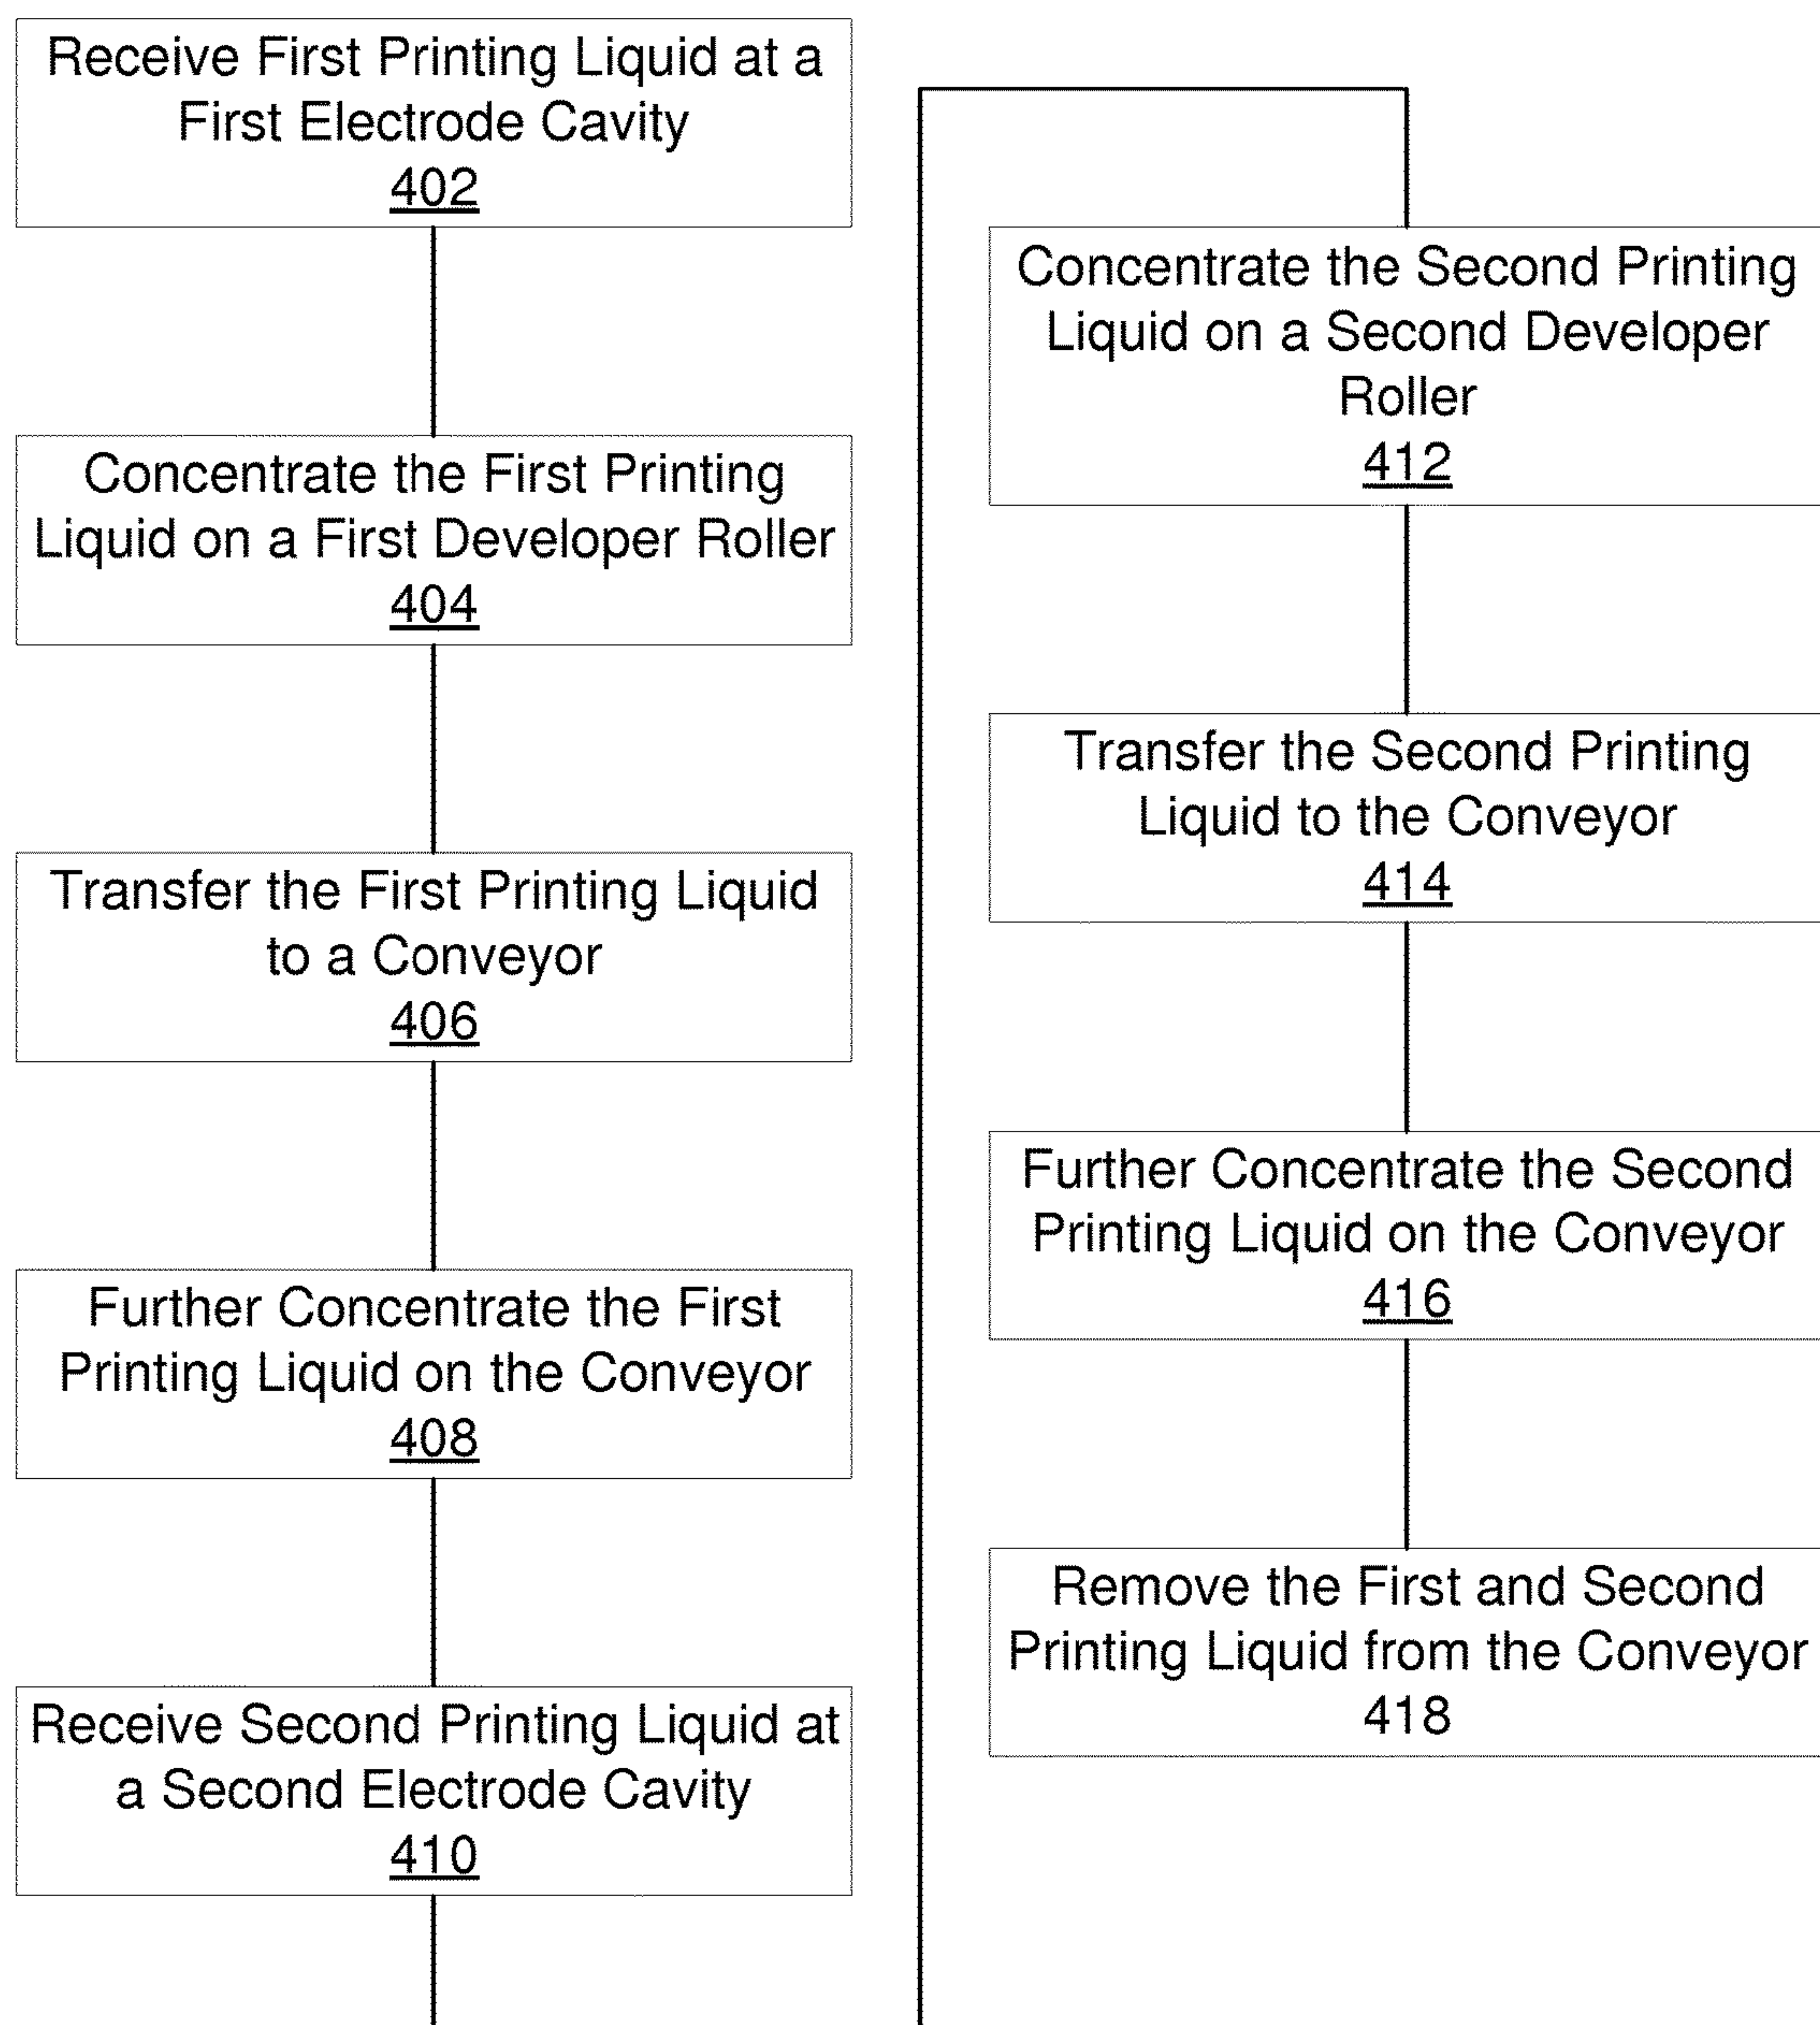 Receive First Printing Liquid at a
First Electrode Cavity
402
Concentrate the First Printing
Liquid on a First Developer Roller
404
Transfer the First Printing Liquid
to a Conveyor
406
Further Concentrate the First
Printing Liquid on the Conveyor
408
Receive Second Printing Liquid at
a Second Electrode Cavity
410
Concentrate the Second Printing
Liquid on a Second Developer
Roller
412
Transfer the Second Printing
Liquid to the Conveyor
414
Further Concentrate the Second
Printing Liquid on the Conveyor
416
Remove the First and Second
Printing Liquid from the Conveyor
418